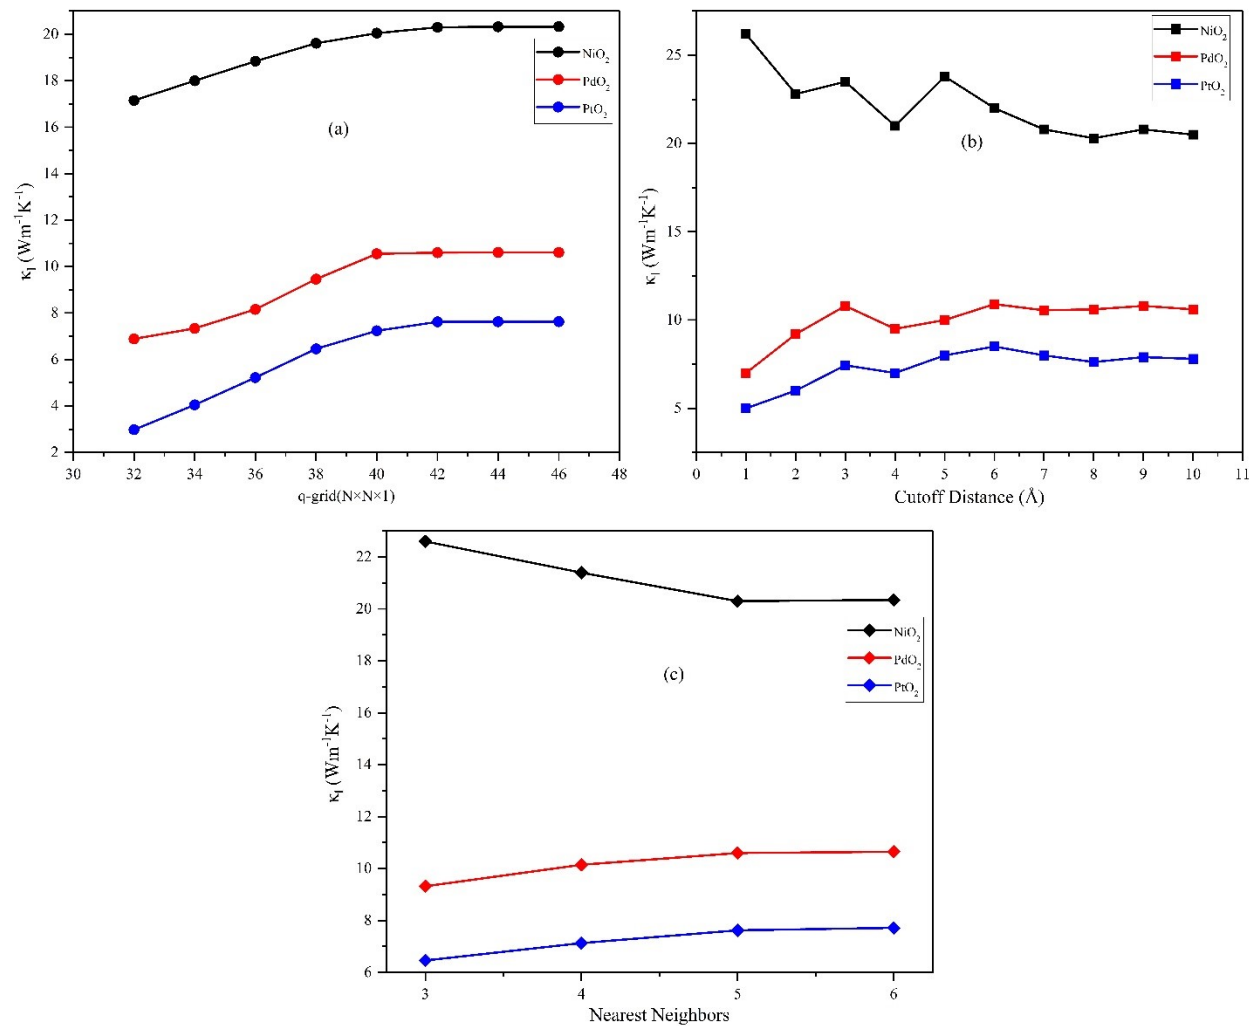 κl (Wm-1K-1)
20
18
16
14
12
10
8
6
4
2
NiO2
PdO2
PtO2
(a)
30 32 34 36 38 40 42 44 46 48
q-grid(N×N×1)
κl (Wm-1K-1)
25
20
15
10
5
NiO2
PdO2
PtO2
(b)
0 1 2 3 4 5 6 7 8 9 10 11
Cutoff Distance (Å)
κl (Wm-1K-1)
22
20
18
16
14
12
10
8
6
NiO2
PdO2
PtO2
(c)
3 4 5 6
Nearest Neighbors